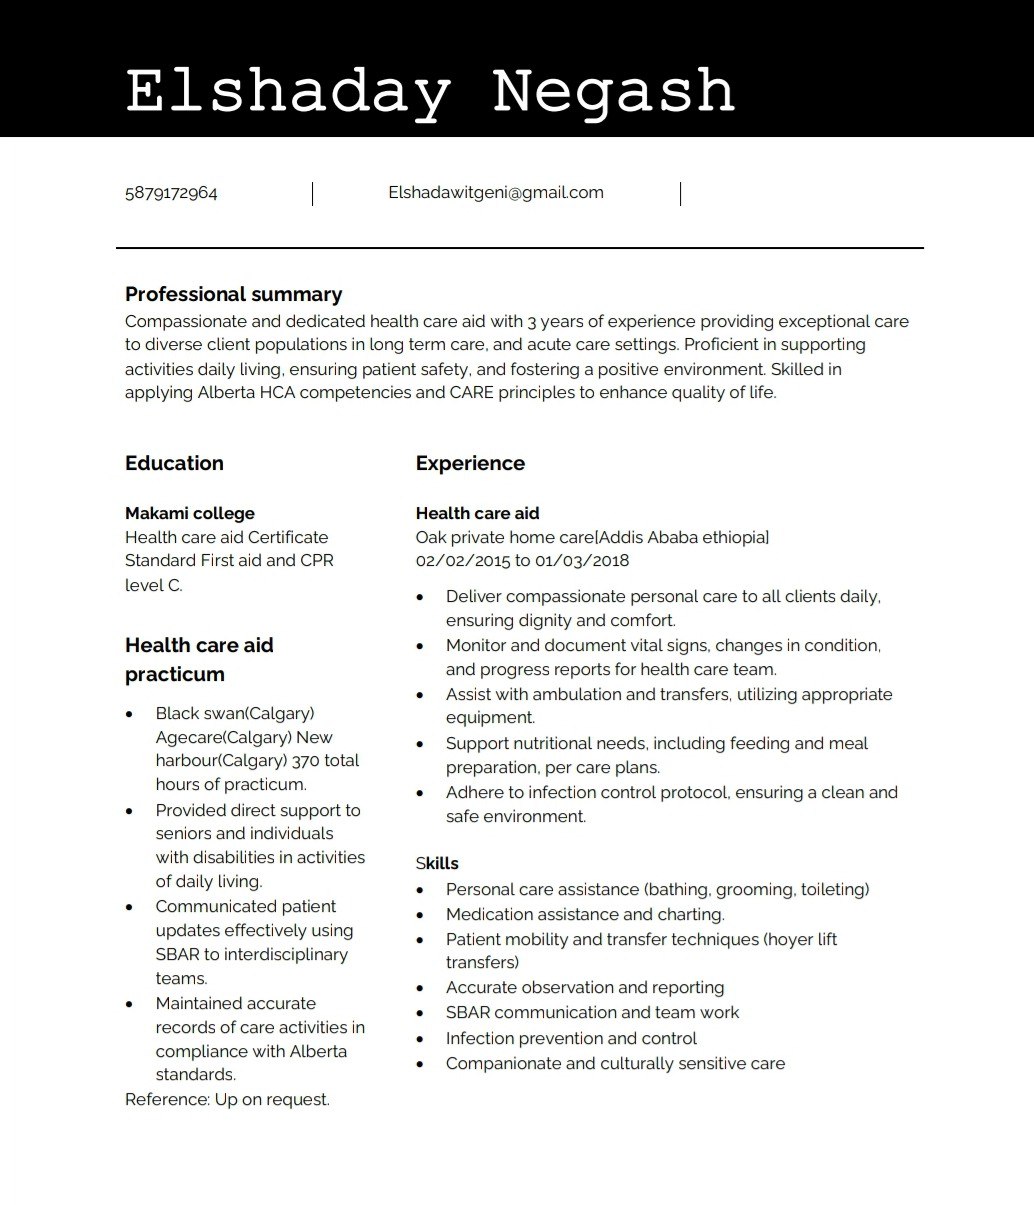 Elshaday Negash
5879172964
Elshadawitgeni@gmail.com
Professional summary
Compassionate and dedicated health care aid with 3 years of experience providing exceptional care
to diverse client populations in long term care, and acute care settings. Proficient in supporting
activities daily living, ensuring patient safety, and fostering a positive environment. Skilled in
applying Alberta HCA competencies and CARE principles to enhance quality of life.
Education
Makami college
Health care aid Certificate
Standard First aid and CPR
level C.
Health care aid
practicum
• Black swan(Calgary)
Agecare(Calgary) New
harbour(Calgary) 370 total
hours of practicum.
• Provided direct support to
seniors and individuals
with disabilities in activities
of daily living.
• Communicated patient
updates effectively using
SBAR to interdisciplinary
teams.
• Maintained accurate
records of care activities in
compliance with Alberta
standards.
Reference: Up on request.
Experience
Health care aid
Oak private home care[Addis Ababa ethiopia]
02/02/2015 to 01/03/2018
• Deliver compassionate personal care to all clients daily,
ensuring dignity and comfort.
• Monitor and document vital signs, changes in condition,
and progress reports for health care team.
• Assist with ambulation and transfers, utilizing appropriate
equipment.
• Support nutritional needs, including feeding and meal
preparation, per care plans.
• Adhere to infection control protocol, ensuring a clean and
safe environment.
Skills
• Personal care assistance (bathing, grooming, toileting)
• Medication assistance and charting.
• Patient mobility and transfer techniques (hoyer lift
transfers)
• Accurate observation and reporting
• SBAR communication and team work
• Infection prevention and control
• Companionate and culturally sensitive care